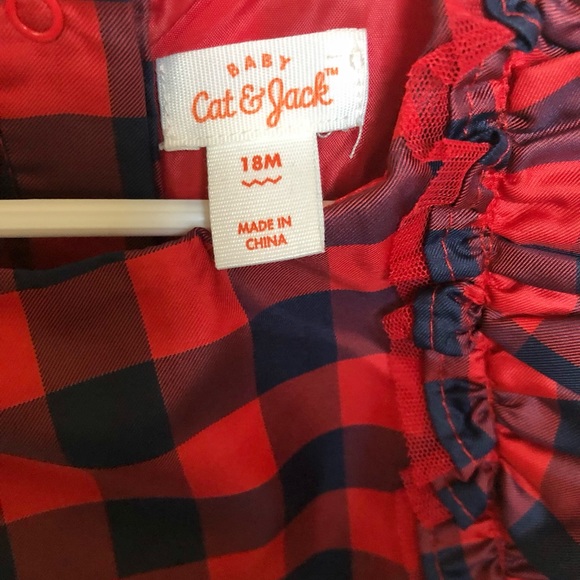 BABY
Cat & Jack™
18M
MADE IN
CHINA